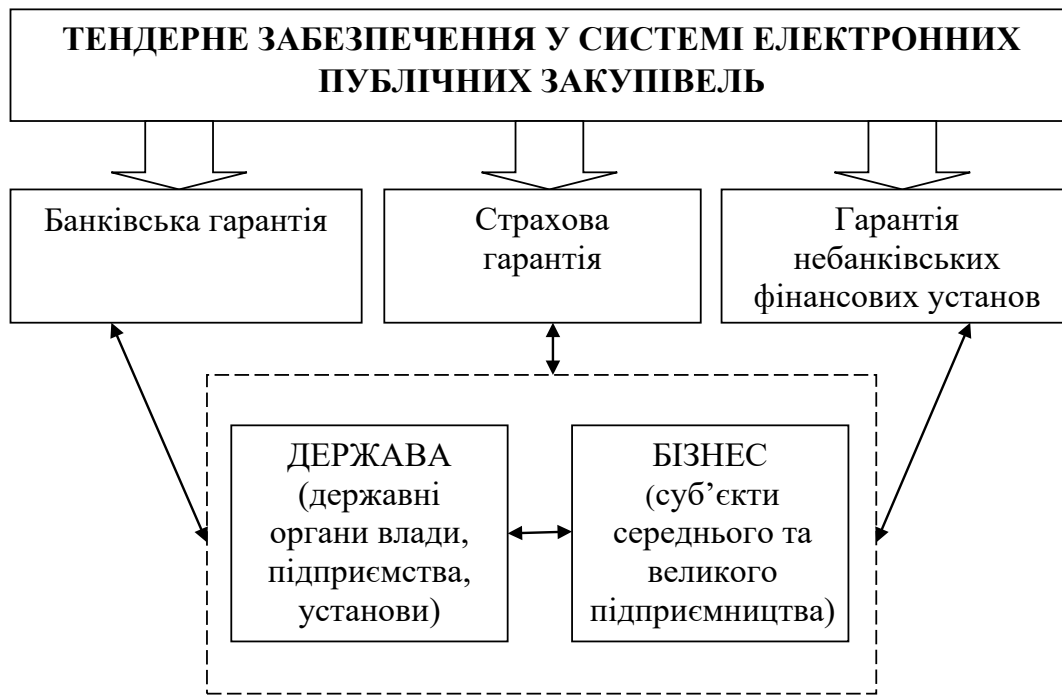 ТЕНДЕРНЕ ЗАБЕЗПЕЧЕННЯ У СИСТЕМІ ЕЛЕКТРОННИХ
ПУБЛІЧНИХ ЗАКУПІВЕЛЬ
Банківська гарантія
Страхова
гарантія
Гарантія
небанківських
фінансових установ
ДЕРЖАВА
(державні
органи влади,
підприємства,
установи)
БІЗНЕС
(суб’єкти
середнього та
великого
підприємництва)